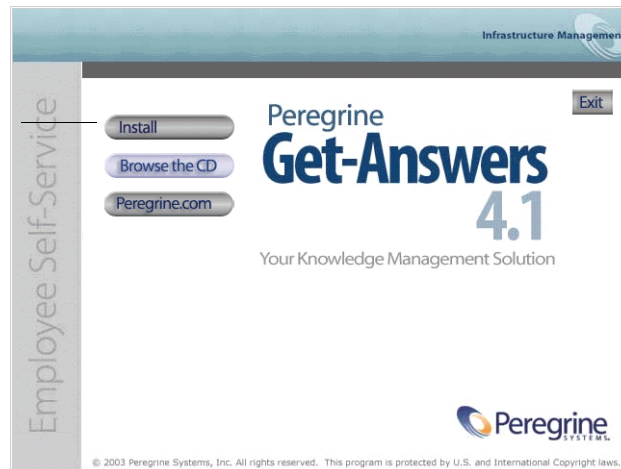 Infrastructure Managemen
Employee Self-Service
Exit
Install
Browse the CD
Peregrine.com
Peregrine
Get-Answers
4.1
Your Knowledge Management Solution
Peregrine
SYSTEMS
© 2003 Peregrine Systems, Inc. All rights reserved. This program is protected by U.S. and International Copyright laws.